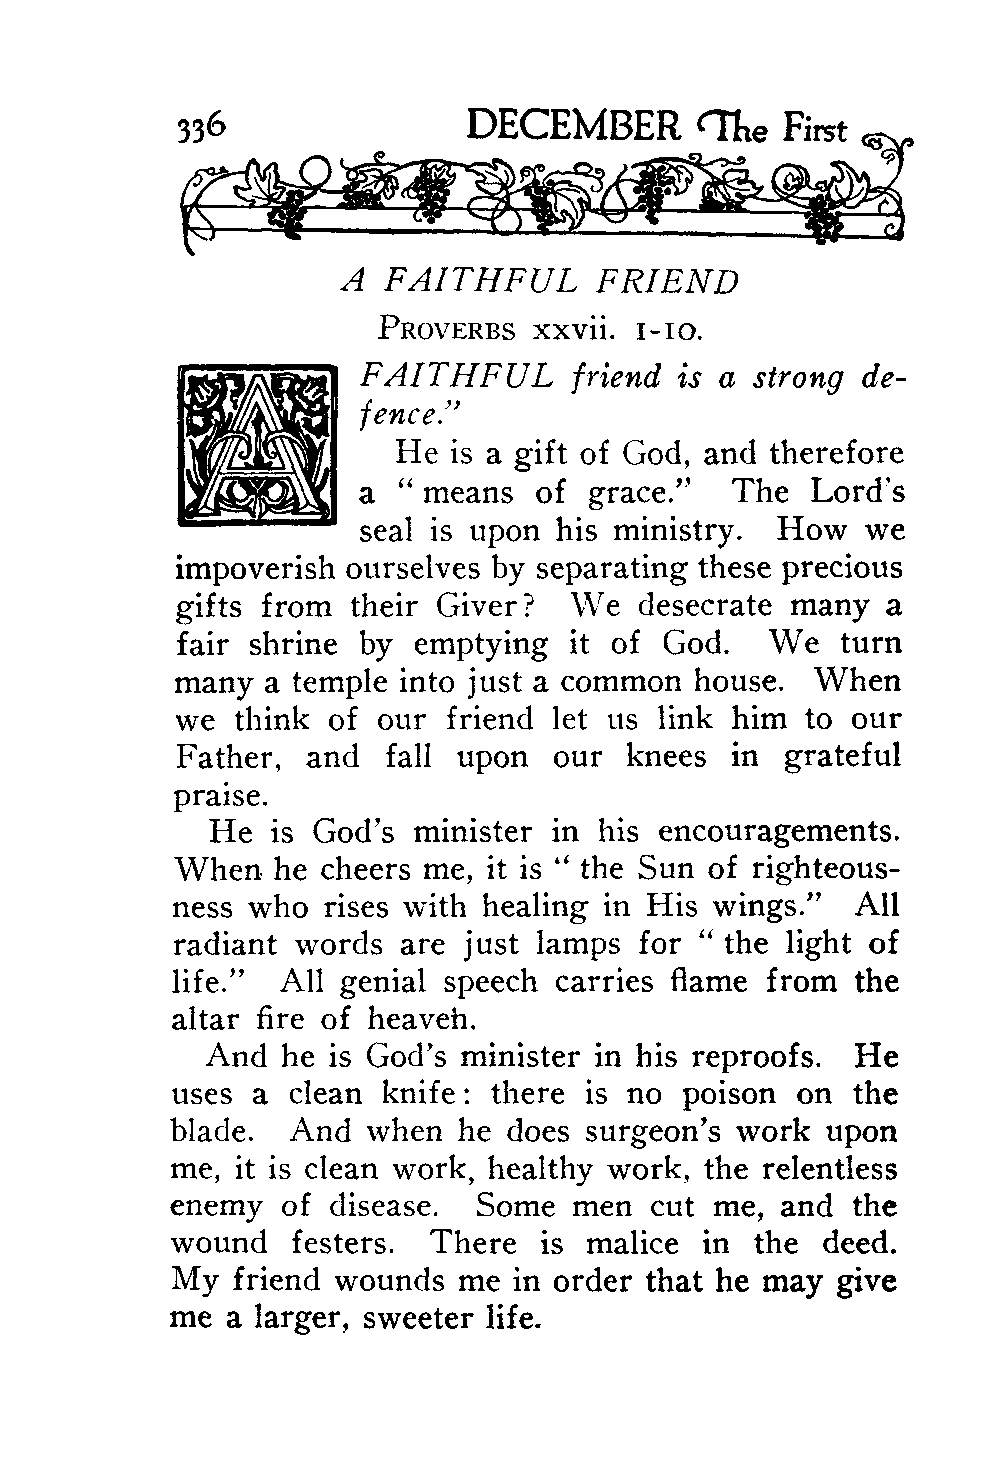 336 DECEMBER The First
A FAITHFUL FRIEND
PROVERBS xxvii. 1-10.
A FAITHFUL friend is a strong de-
fence.”
He is a gift of God, and therefore
a “ means of grace.” The Lord's
seal is upon his ministry. How we
impoverish ourselves by separating these precious
gifts from their Giver? We desecrate many a
fair shrine by emptying it of God. We turn
many a temple into just a common house. When
we think of our friend let us link him to our
Father, and fall upon our knees in grateful
praise.
He is God's minister in his encouragements.
When he cheers me, it is “ the Sun of righteous-
ness who rises with healing in His wings.” All
radiant words are just lamps for “ the light of
life.” All genial speech carries flame from the
altar fire of heaven.
And he is God's minister in his reproofs. He
uses a clean knife: there is no poison on the
blade. And when he does surgeon's work upon
me, it is clean work, healthy work, the relentless
enemy of disease. Some men cut me, and the
wound festers. There is malice in the deed.
My friend wounds me in order that he may give
me a larger, sweeter life.